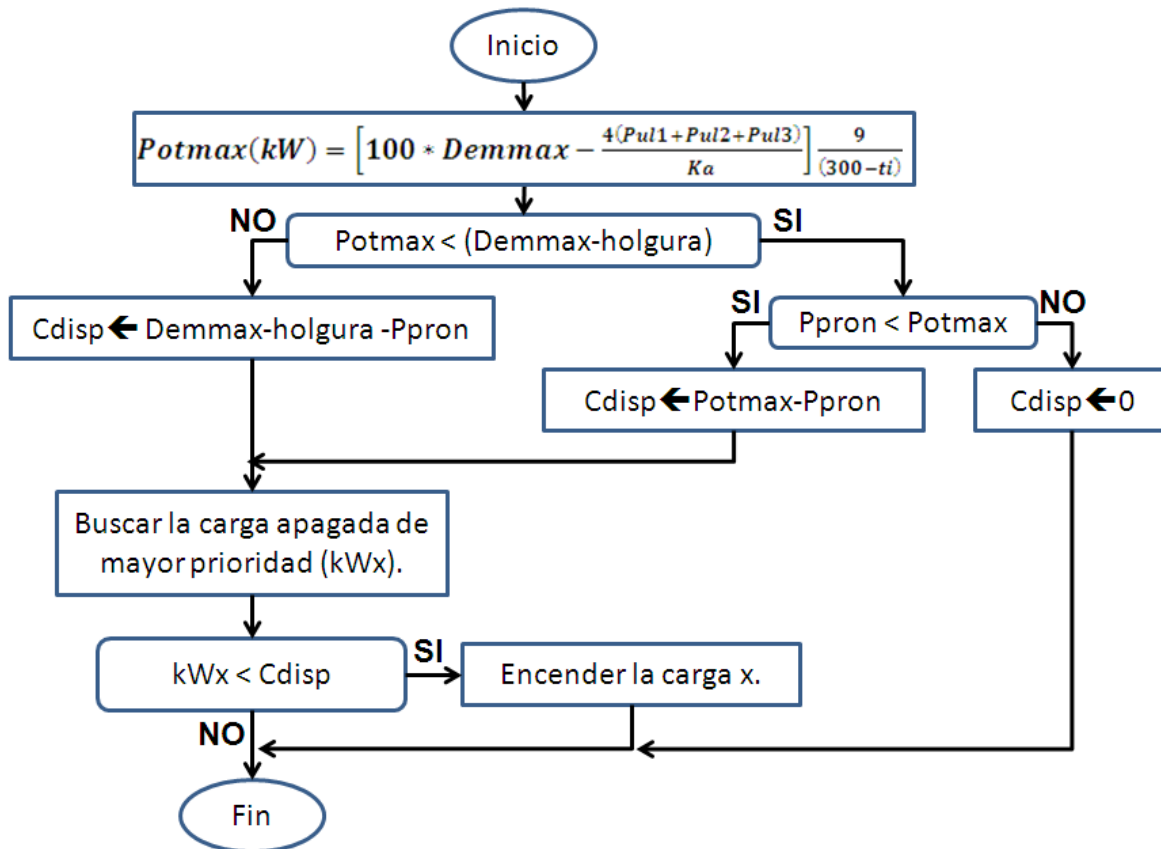 Inicio
Potmax(kW) = [100 * Demmax − 4(Pul1+Pul2+Pul3)/Ka] 9/(300−ti)
NO
SI
Potmax < (Demmax-holgura)
Cdisp🡸 Demmax-holgura -Ppron
SI
NO
Ppron < Potmax
Cdisp🡸Potmax-Ppron
Cdisp🡸0
Buscar la carga apagada de
mayor prioridad (kWx).
kWx < Cdisp
SI
Encender la carga x.
NO
Fin